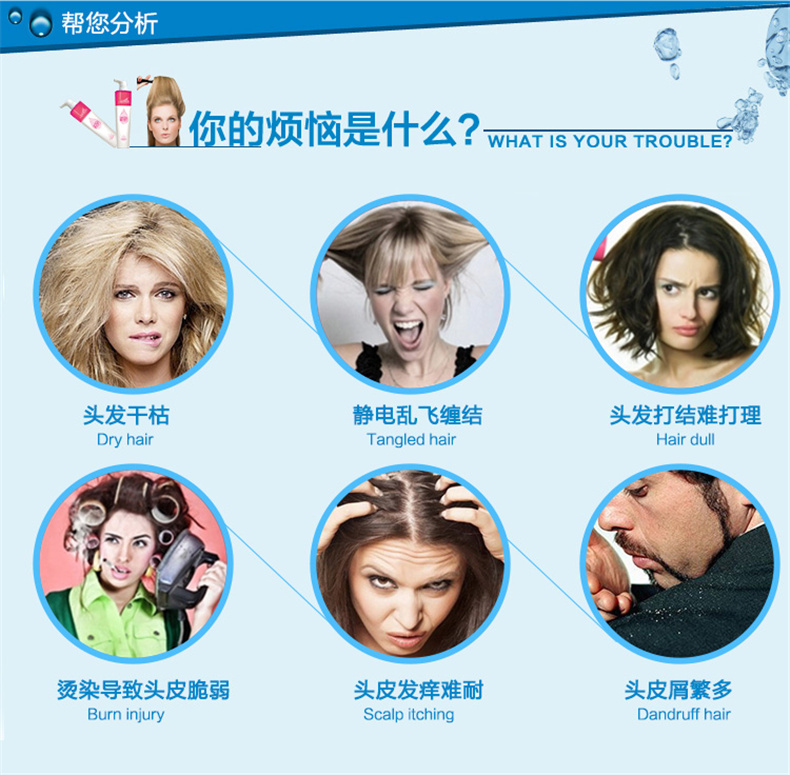 帮您分析
你的烦恼是什么?
WHAT IS YOUR TROUBLE?
头发干枯
Dry hair
静电乱飞缠结
Tangled hair
头发打结难打理
Hair dull
烫染导致头皮脆弱
Burn injury
头皮发痒难耐
Scalp itching
头皮屑繁多
Dandruff hair